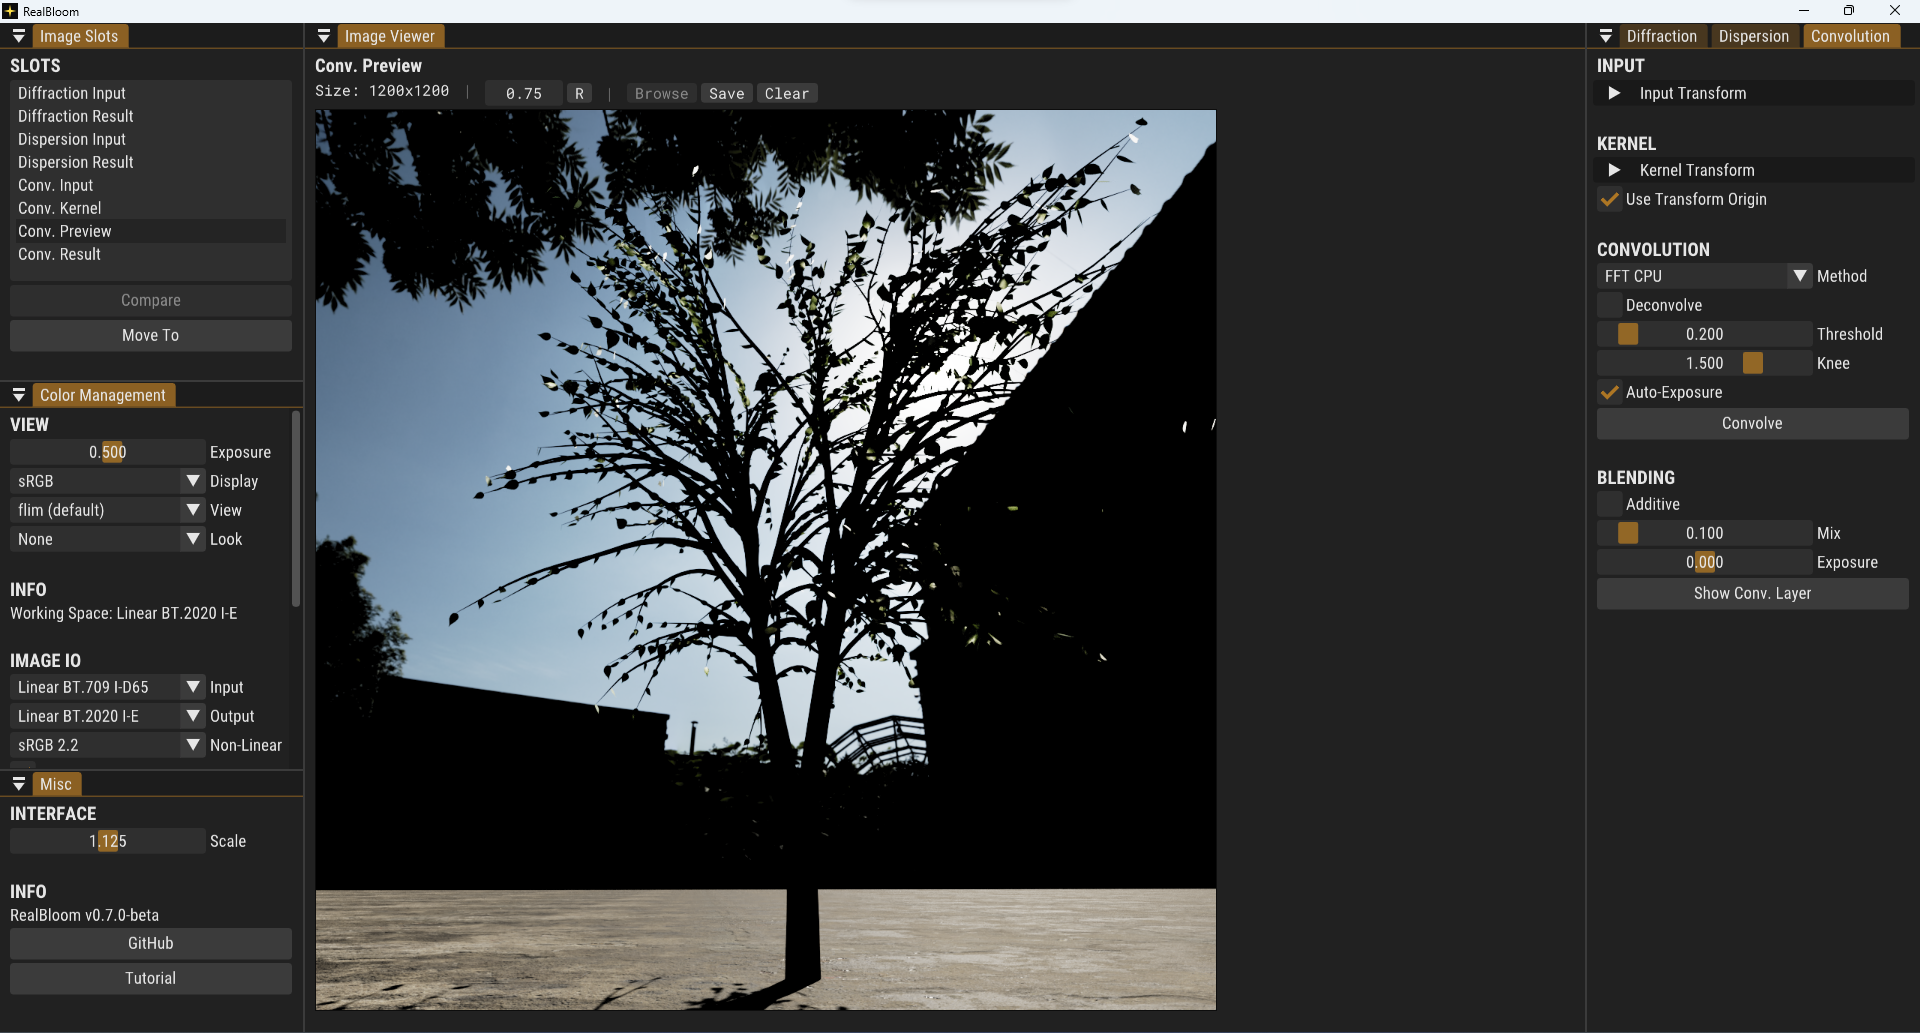 RealBloom
Image Slots
SLOTS
Diffraction Input
Diffraction Result
Dispersion Input
Dispersion Result
Conv. Input
Conv. Kernel
Conv. Preview
Conv. Result
Compare
Move To
Color Management
VIEW
0.500 Exposure
sRGB Display
flim (default) View
None Look
INFO
Working Space: Linear BT.2020 I-E
IMAGE IO
Linear BT.709 I-D65 Input
Linear BT.2020 I-E Output
sRGB 2.2 Non-Linear
Misc
INTERFACE
1.125 Scale
INFO
RealBloom v0.7.0-beta
GitHub
Tutorial
Image Viewer
Conv. Preview
Size: 1200x1200 | 0.75 R | Browse Save Clear
Diffraction Dispersion Convolution
INPUT
Input Transform
KERNEL
Kernel Transform
Use Transform Origin
CONVOLUTION
FFT CPU Method
Deconvolve
0.200 Threshold
1.500 Knee
Auto-Exposure
Convolve
BLENDING
Additive
0.100 Mix
0.000 Exposure
Show Conv. Layer